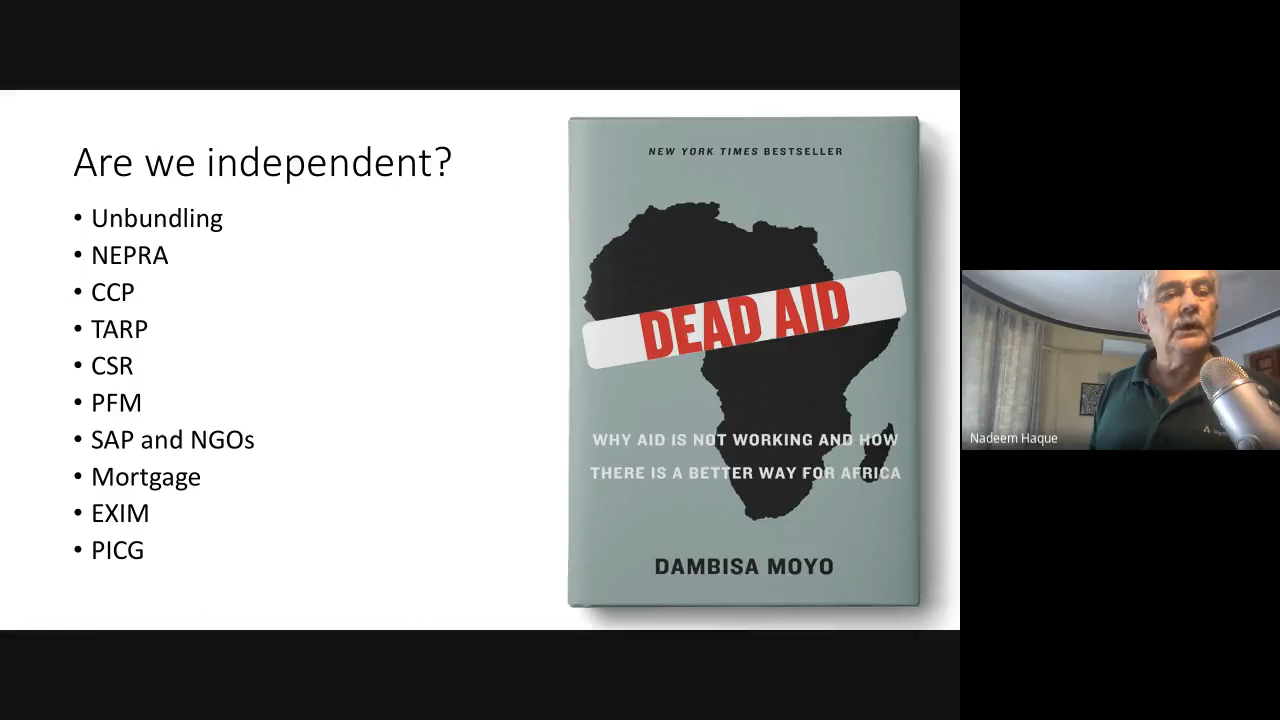 Are we independent?
• Unbundling
• NEPRA
• CCP
• TARP
• CSR
• PFM
• SAP and NGOs
• Mortgage
• EXIM
• PICG
NEW YORK TIMES BESTSELLER
DEAD AID
WHY AID IS NOT WORKING AND HOW
THERE IS A BETTER WAY FOR AFRICA
DAMBISA MOYO
Nadeem Haque